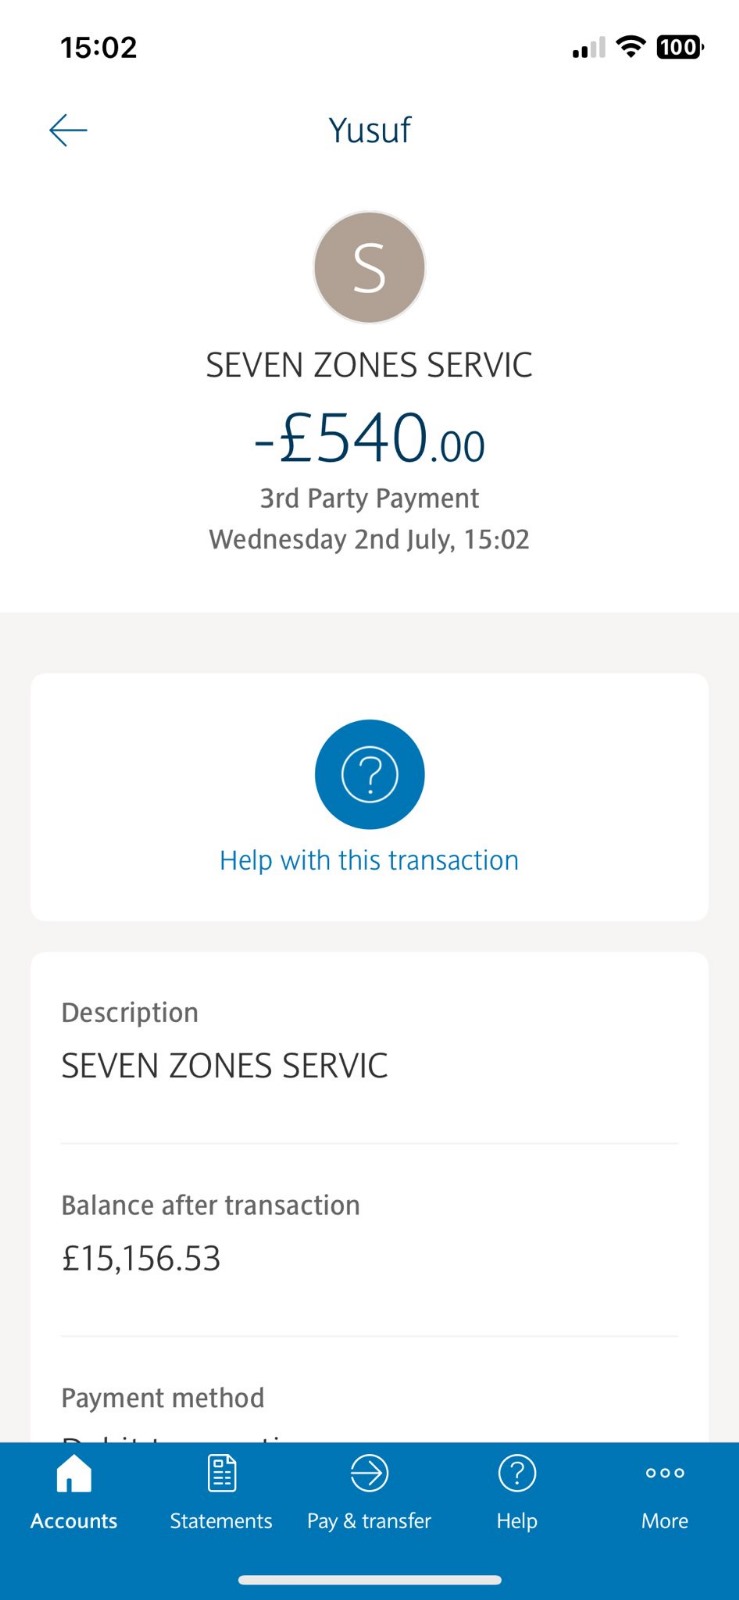 15:02
100
Yusuf
S
SEVEN ZONES SERVIC
-£540.00
3rd Party Payment
Wednesday 2nd July, 15:02
?
Help with this transaction
Description
SEVEN ZONES SERVIC
Balance after transaction
£15,156.53
Payment method
Accounts
Statements
Pay & transfer
?
Help
More